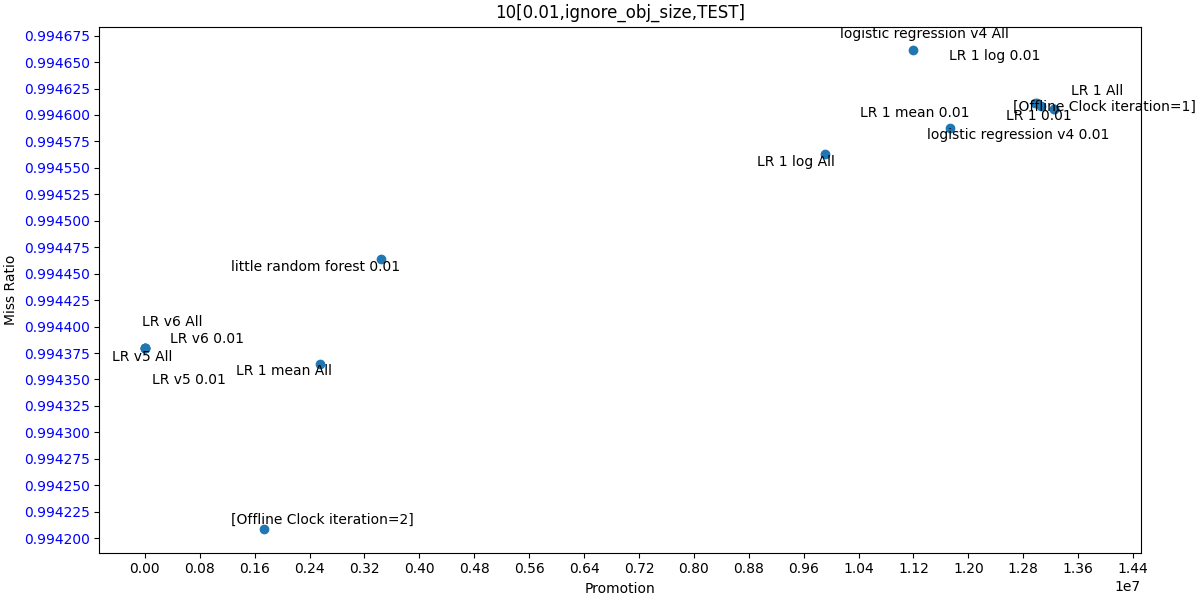 10[0.01,ignore_obj_size,TEST]
0.994675
0.994650
0.994625
0.994600
0.994575
0.994550
0.994525
0.994500
0.994475
0.994450
0.994425
0.994400
0.994375
0.994350
0.994325
0.994300
0.994275
0.994250
0.994225
0.994200
Miss Ratio
logistic regression v4 All
LR 1 log 0.01
LR 1 All
[Offline Clock iteration=1]
LR 1 mean 0.01
LR 1 0.01
logistic regression v4 0.01
LR 1 log All
little random forest 0.01
LR v6 All
LR v6 0.01
LR v5 All
LR 1 mean All
LR v5 0.01
[Offline Clock iteration=2]
0.00 0.08 0.16 0.24 0.32 0.40 0.48 0.56 0.64 0.72 0.80 0.88 0.96 1.04 1.12 1.20 1.28 1.36 1.44
1e7
Promotion